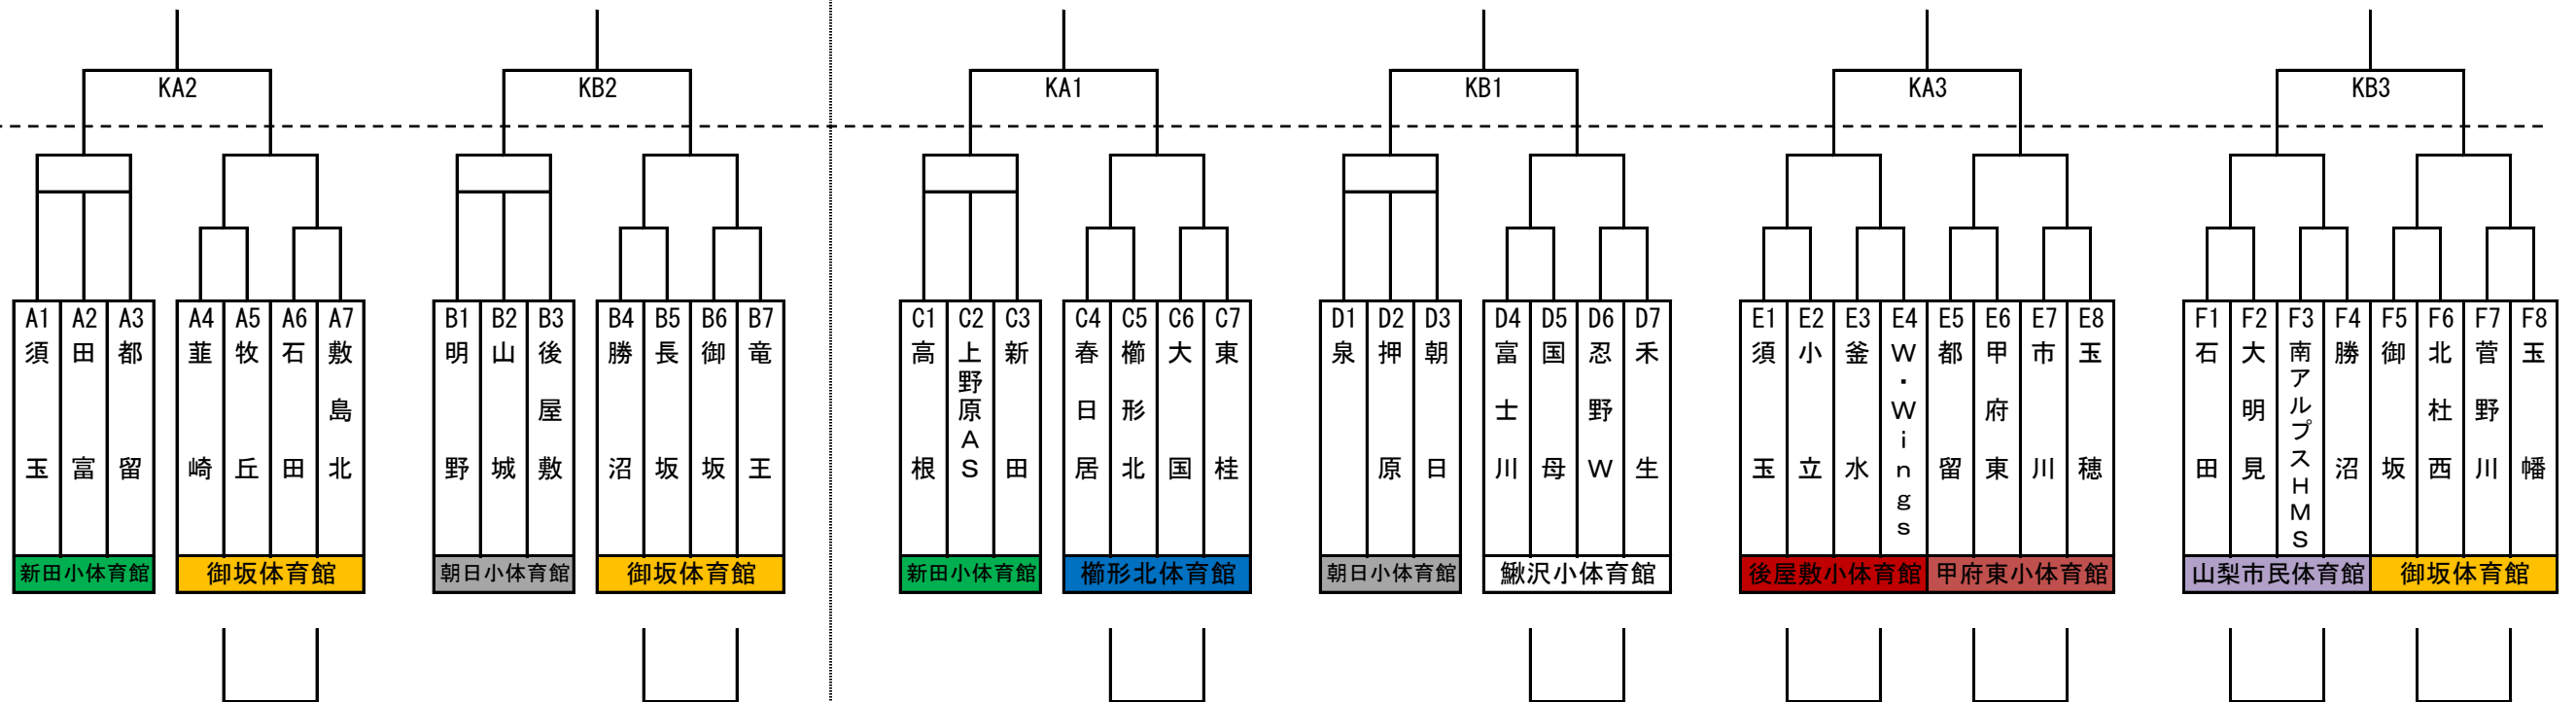 KA2
KB2
KA1
KB1
KA3
KB3
A1 須玉
A2 田富
A3 都留
A4 韮崎
A5 牧丘
A6 石田
A7 敷島北
B1 明野
B2 山城
B3 後屋敷
B4 勝沼
B5 長坂
B6 御坂
B7 竜王
C1 高根
C2 上野原AS
C3 新田
C4 春日居
C5 櫛形北
C6 大国
C7 東桂
D1 泉
D2 押原
D3 朝日
D4 富士川
D5 国母
D6 忍野W
D7 禾生
E1 須玉
E2 小立
E3 釜水
E4 W・Wings
E5 都留
E6 甲府東
E7 市川
E8 玉穂
F1 石田
F2 大明見
F3 南アルプスHMS
F4 勝沼
F5 御坂
F6 北杜西
F7 菅野川
F8 玉幡
新田小体育館
御坂体育館
朝日小体育館
御坂体育館
新田小体育館
櫛形北体育館
朝日小体育館
鰍沢小体育館
後屋敷小体育館
甲府東小体育館
山梨市民体育館
御坂体育館